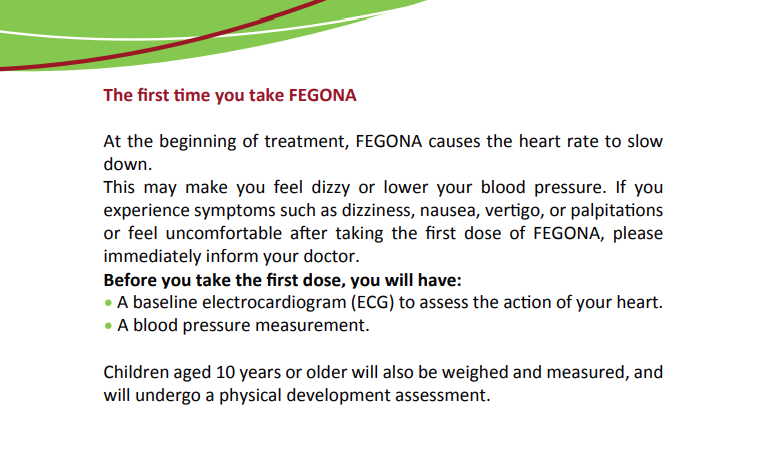 The first time you take FEGONA
At the beginning of treatment, FEGONA causes the heart rate to slow
down.
This may make you feel dizzy or lower your blood pressure. If you
experience symptoms such as dizziness, nausea, vertigo, or palpitations
or feel uncomfortable after taking the first dose of FEGONA, please
immediately inform your doctor.
Before you take the first dose, you will have:
• A baseline electrocardiogram (ECG) to assess the action of your heart.
• A blood pressure measurement.
Children aged 10 years or older will also be weighed and measured, and
will undergo a physical development assessment.